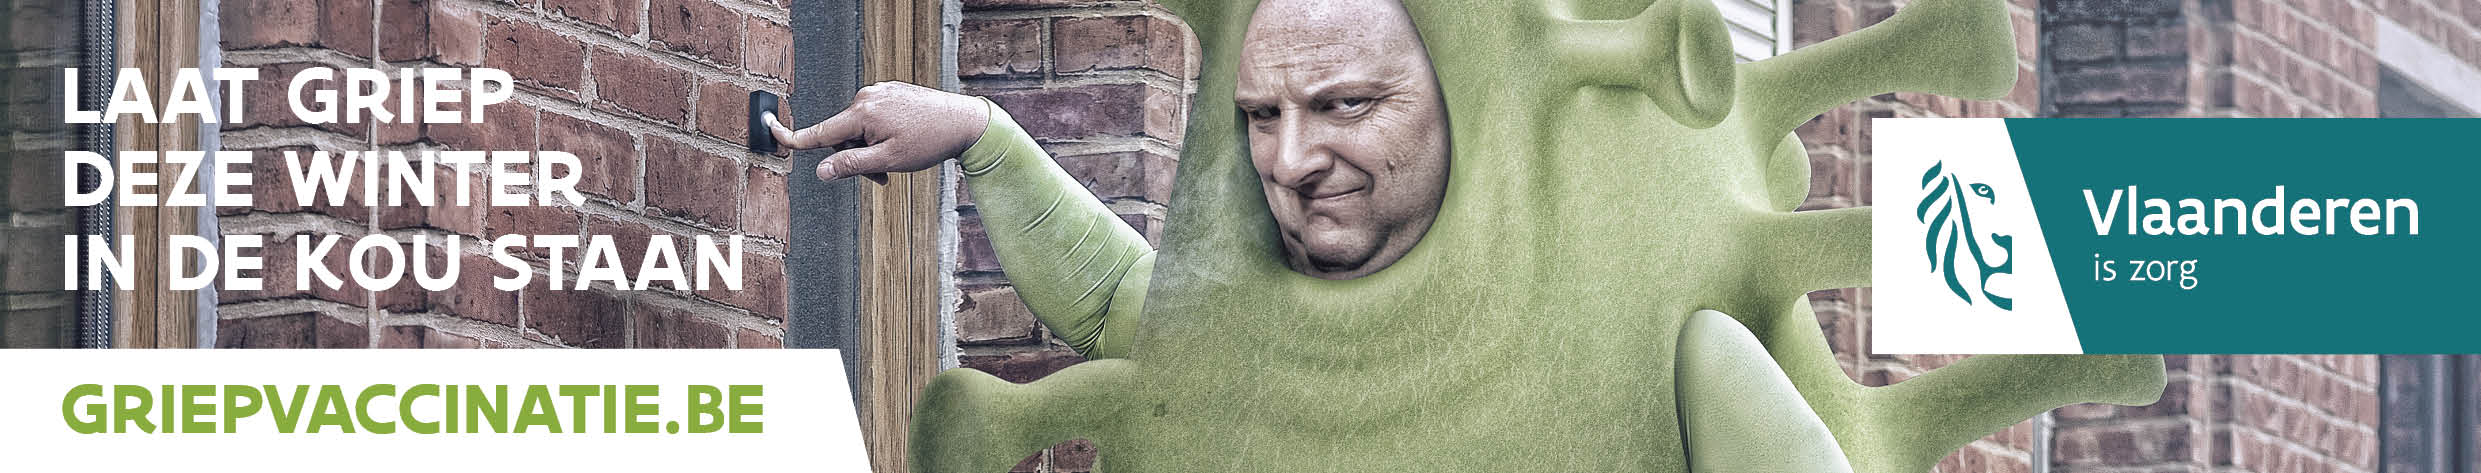 LAAT GRIEP
DEZE WINTER
IN DE KOU STAAN
GRIEPVACCINATIE.BE
Vlaanderen
is zorg